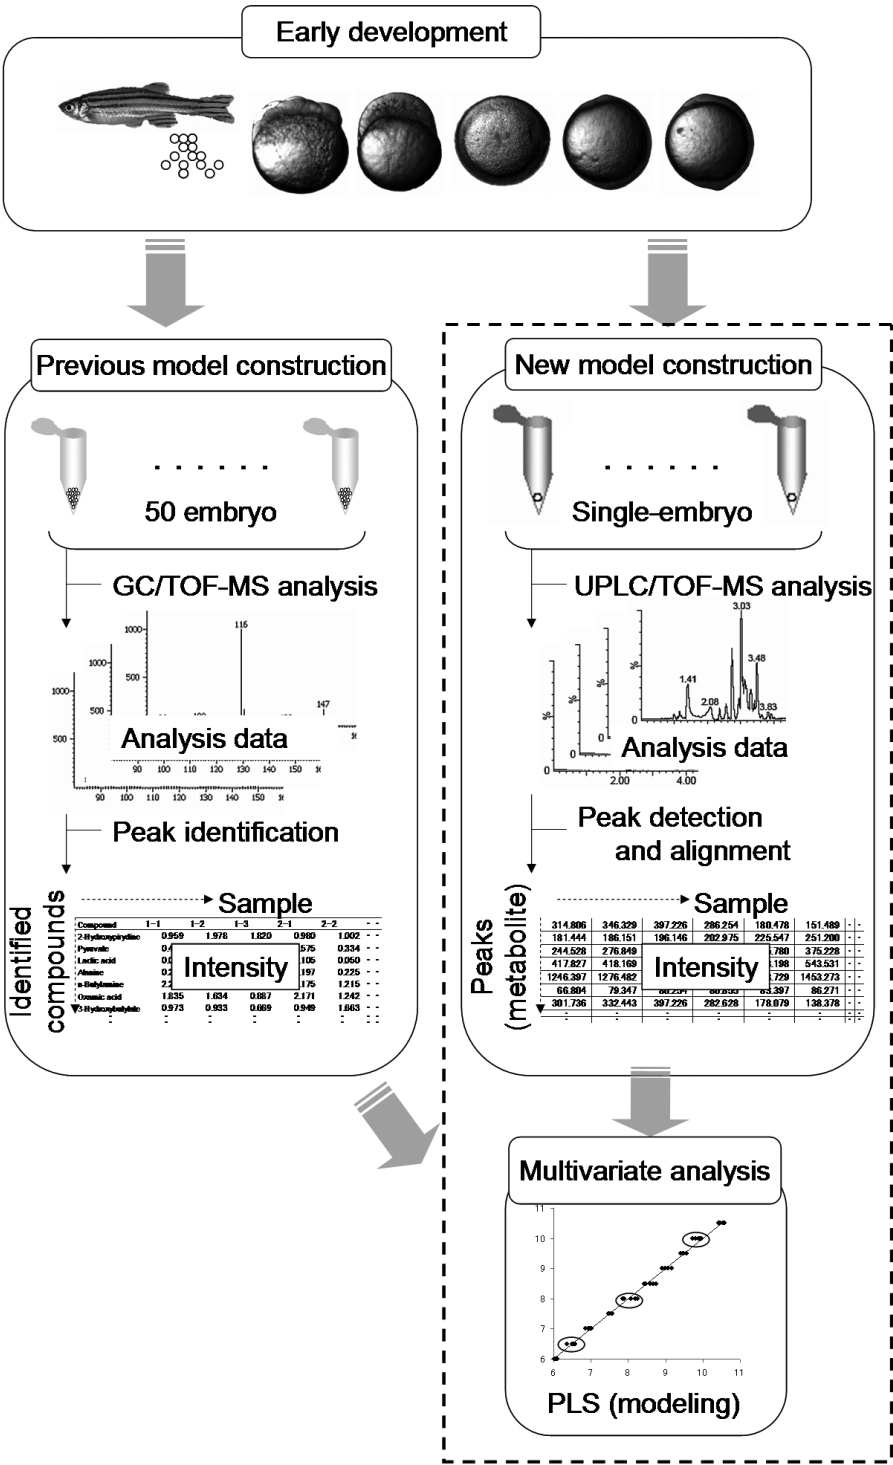 Early development
Previous model construction
50 embryo
GC/TOF-MS analysis
1000
116
1000
1000
500
500
500
147
Analysis data
90 100 110 120 130 140 150
90 100 110 120 130 140 150
Peak identification
Sample
Identified
compounds
Compound 1-1 1-2 1-3 2-1 2-2 - -
2-Hydroxypirydine 0.959 1.978 1.820 0.980 1.002 - -
Pyruvate 0.334 - -
Lactic acid 0.050 - -
Alnine 0.225 - -
n-Butylamine 1.215 - -
Oxamic acid 1.835 1.634 0.887 2.171 1.242 - -
3-Hydroxybutylate 0.973 0.933 0.669 0.949 1.663 - -
Intensity
New model construction
Single-embryo
UPLC/TOF-MS analysis
3.03
3.48
1.41
2.08
3.83
%
%
%
%
0
0
0
0
2.00 4.00
Analysis data
Peak detection
and alignment
Sample
Peaks
(metabolite)
314.806 346.329 397.226 286.254 180.478 151.489 - -
181.444 186.151 196.146 202.975 225.547 251.200 - -
244.528 276.849 .780 375.228 - -
417.827 418.169 .198 543.531 - -
1246.397 1276.482 .729 1453.273 - -
66.804 79.347 86.271 - -
301.736 332.443 397.226 282.628 178.079 138.378 - -
Intensity
Multivariate analysis
11
10
9
8
7
6
6 7 8 9 10 11
PLS (modeling)